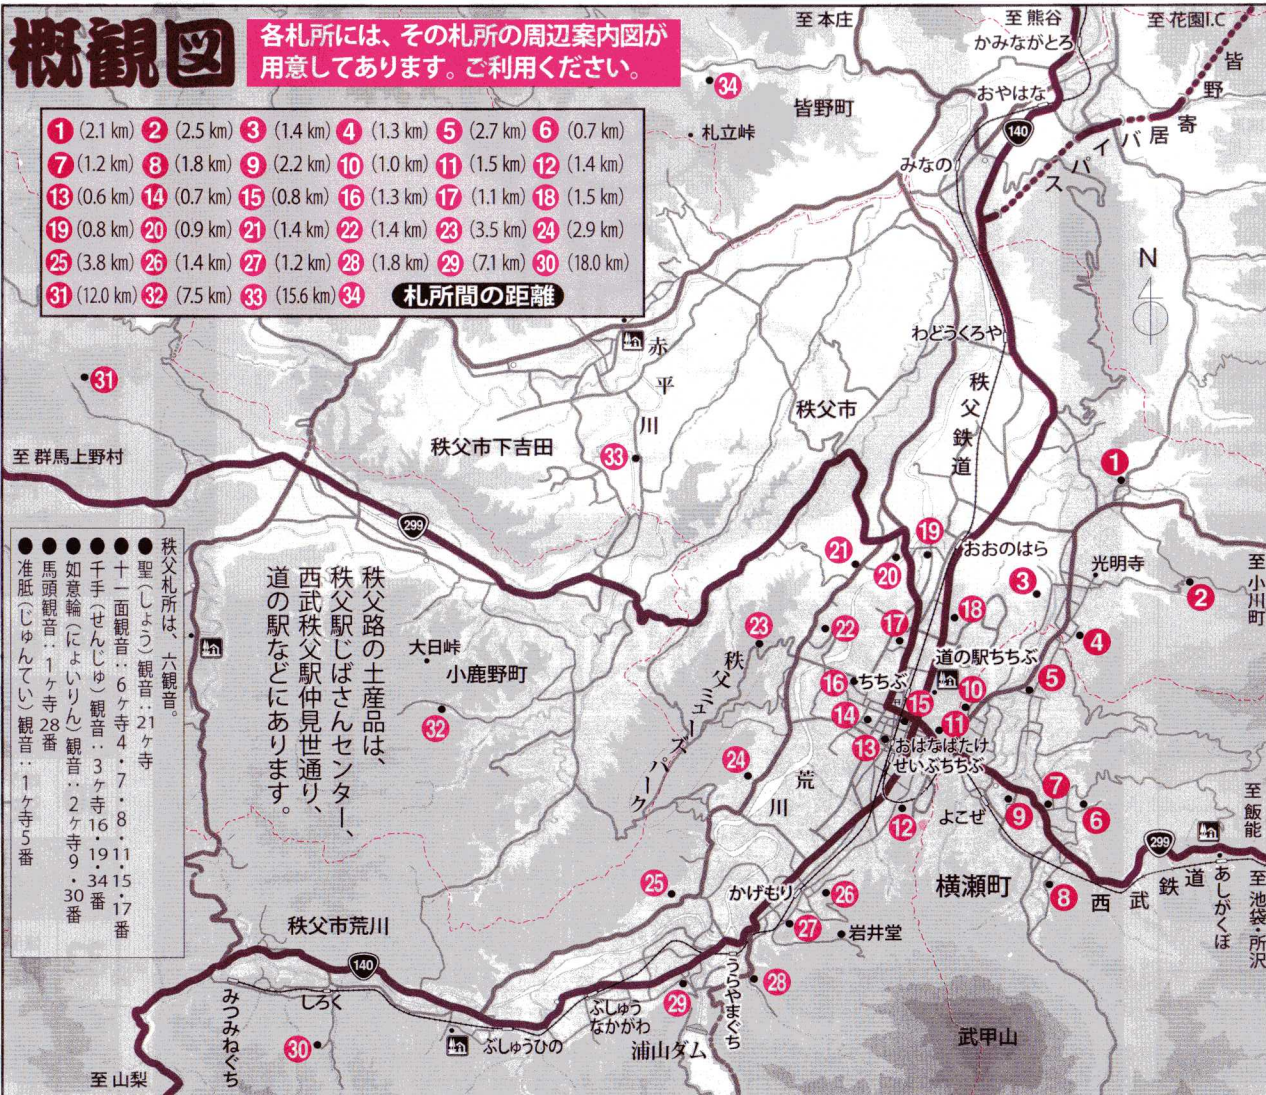 概観図
各札所には、その札所の周辺案内図が
用意してあります。ご利用ください。
1 (2.1 km) 2 (2.5 km) 3 (1.4 km) 4 (1.3 km) 5 (2.7 km) 6 (0.7 km)
7 (1.2 km) 8 (1.8 km) 9 (2.2 km) 10 (1.0 km) 11 (1.5 km) 12 (1.4 km)
13 (0.6 km) 14 (0.7 km) 15 (0.8 km) 16 (1.3 km) 17 (1.1 km) 18 (1.5 km)
19 (0.8 km) 20 (0.9 km) 21 (1.4 km) 22 (1.4 km) 23 (3.5 km) 24 (2.9 km)
25 (3.8 km) 26 (1.4 km) 27 (1.2 km) 28 (1.8 km) 29 (7.1 km) 30 (18.0 km)
31 (12.0 km) 32 (7.5 km) 33 (15.6 km) 34 札所間の距離
至 本庄
至 熊谷
至 花園I.C
かみながとろ
皆野寄居バイパス
おやはな
34
皆野町
140
札立峠
みなの
N
わどうくろや
赤平川
31
秩父市
秩父鉄道
秩父市下吉田
33
至 群馬上野村
1
299
19
おおのはら
21
20
光明寺
至 小川町
3
2
18
23
22
17
4
秩父ミューズパーク
道の駅ちちぶ
大日峠
小鹿野町
16
ちちぶ
10
5
32
14
15
11
13
おはなばたけ
せいぶちちぶ
24
荒川
至 飯能
7
12
よこぜ
9
6
299
25
かげもり
26
横瀬町
8
西武鉄道
あしがくぼ
至 池袋・所沢
秩父市荒川
27
岩井堂
140
うらやまぐち
28
29
みつみねぐち
しろく
ぶしゅう
なかがわ
30
ぶしゅうひの
浦山ダム
武甲山
至 山梨
秩父路の土産品は、
秩父駅じばさんセンター、
西武秩父駅仲見世通り、
道の駅などにあります。
秩父札所は、六観音。
●聖(しょう)観音:21ヶ寺
●十一面観音:6ヶ寺4・7・8・11・15・17番
●千手(せんじゅ)観音:3ヶ寺16・19・34番
●如意輪(にょいりん)観音:2ヶ寺9・30番
●馬頭観音:1ヶ寺28番
●准胝(じゅんてい)観音:1ヶ寺5番